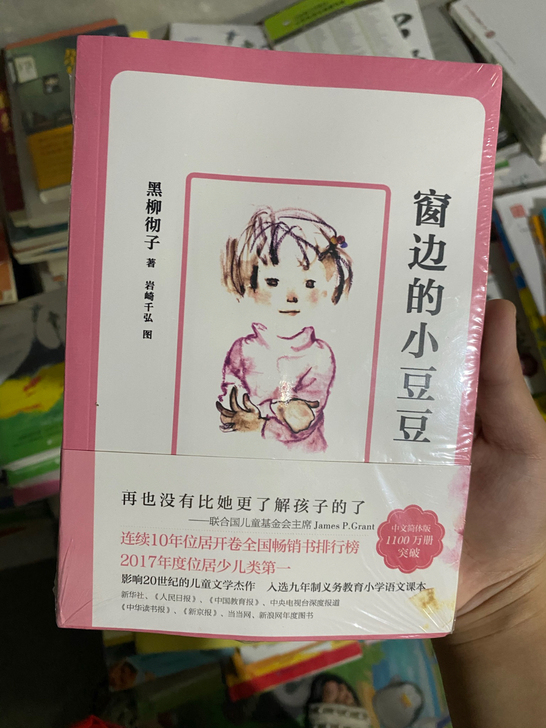 窗边的小豆豆
黑柳彻子 著
岩崎千弘 图
再也没有比她更了解孩子的了
——联合国儿童基金会主席 James P.Grant
连续10年位居开卷全国畅销书排行榜
2017年度位居少儿类第一
影响20世纪的儿童文学杰作 入选九年制义务教育小学语文课本
新华社、《人民日报》、《中国教育报》、中央电视台深度报道
《中华读书报》、《新京报》、当当网、新浪网年度图书
中文简体版
1100万册
突破